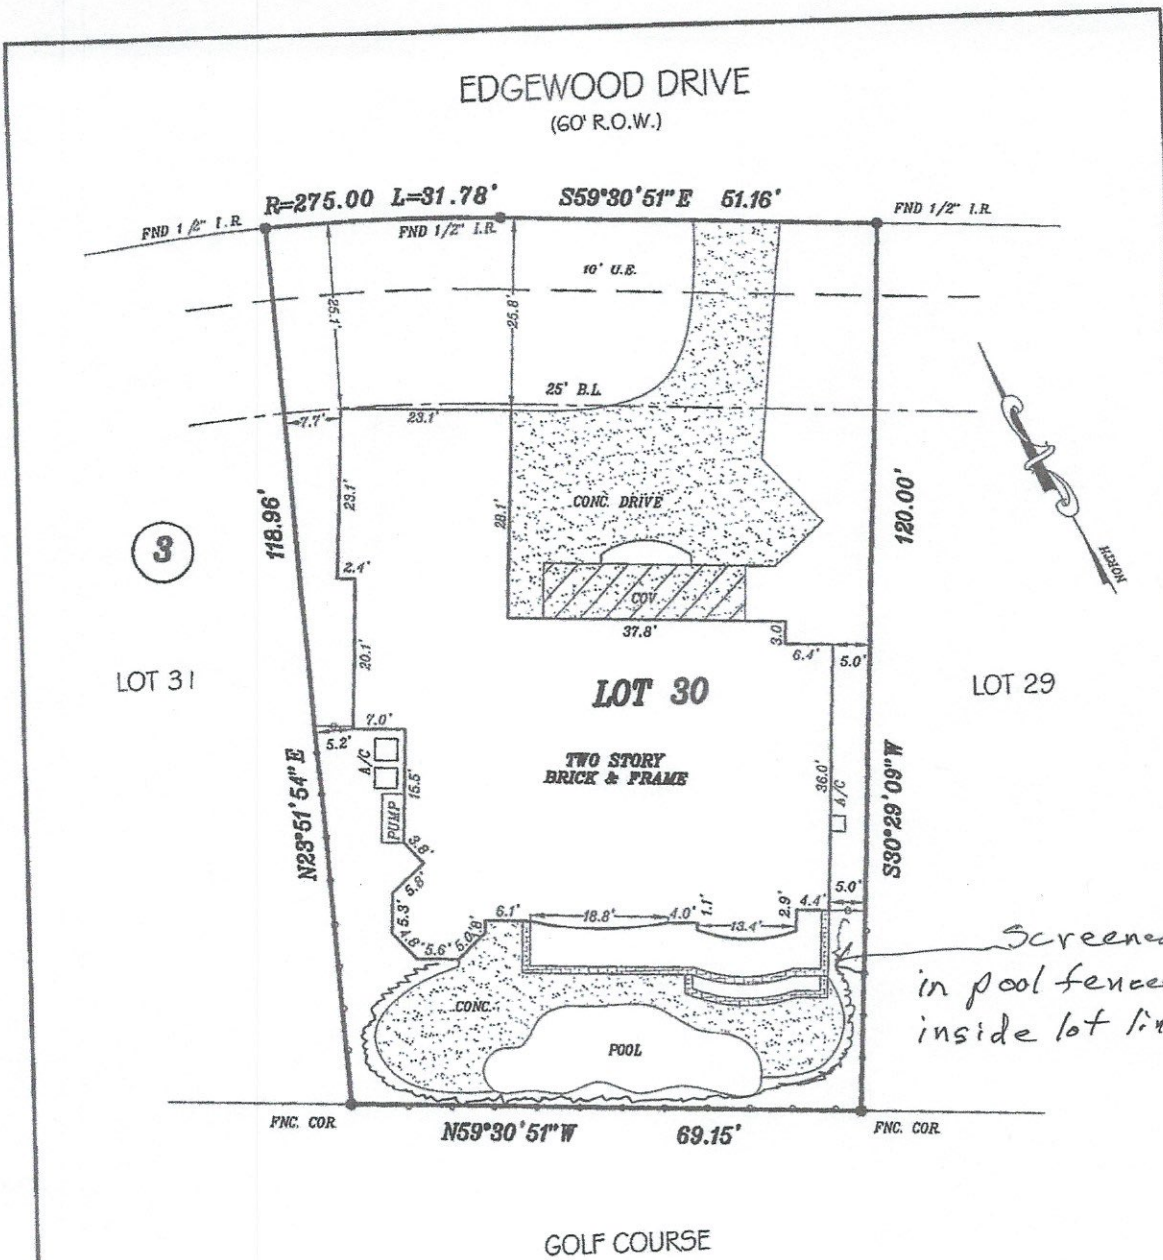 EDGEWOOD DRIVE
(60' R.O.W.)
R=275.00 L=31.78' S59°30'51"E 51.16'
FND 1/2" I.R.
FND 1/2" I.R.
FND 1/2" I.R.
10' U.E.
25.1'
25.8'
25' B.L.
7.7'
23.1'
118.96'
23.1'
28.1'
CONC. DRIVE
120.00'
3
NORTH
2.4'
COV
37.8'
3.0
6.4'
5.0'
20.1'
LOT 31
LOT 30
LOT 29
7.0'
5.2'
A/C
15.5'
TWO STORY
BRICK & FRAME
36.0'
A/C
PUMP
N23°51'54"E
S30°29'09"W
3.8'
5.8'
5.3'
4.8'
5.6'
5.0'
6.1'
18.8'
4.0'
1.1'
13.4'
2.9'
4.4'
5.0'
Screened
in pool fence
inside lot
CONC.
POOL
FNC. COR.
N59°30'51"W 69.15'
FNC. COR.
GOLF COURSE